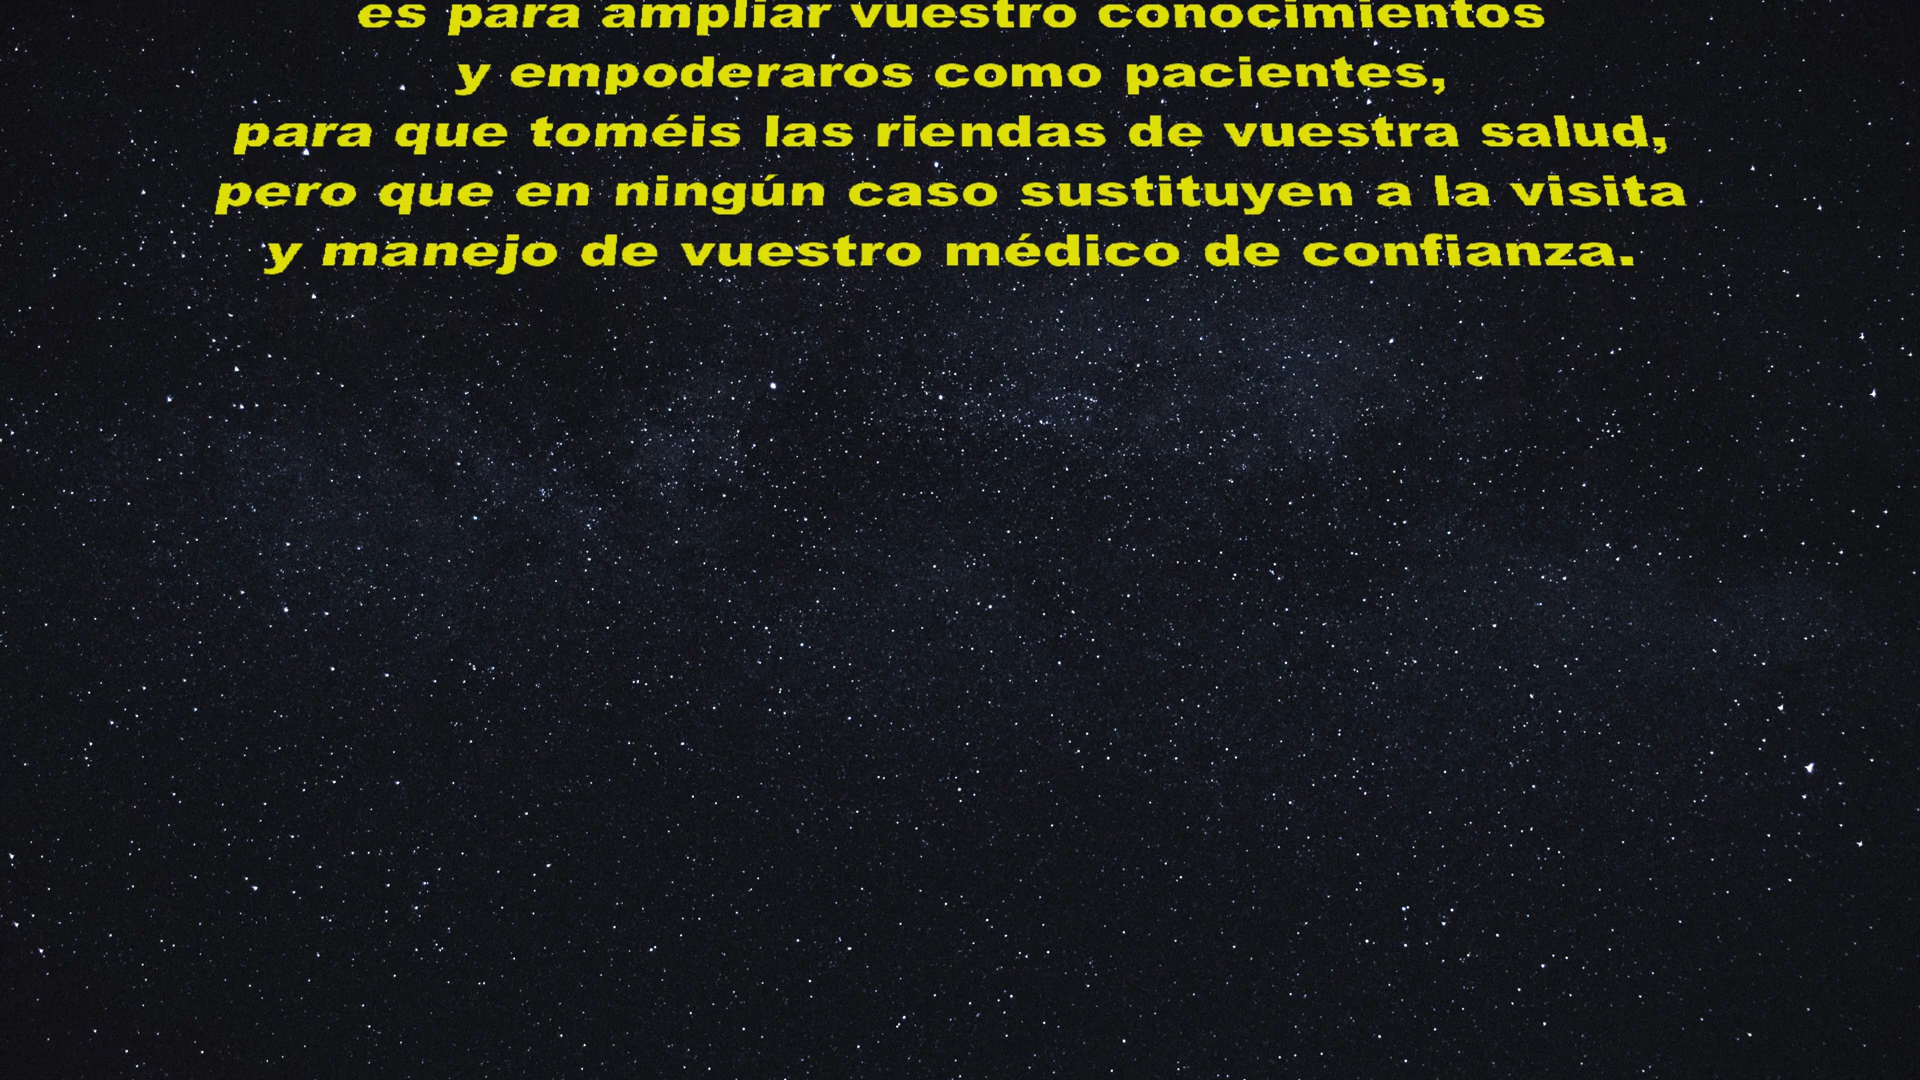 es para ampliar vuestro conocimientos
y empoderaros como pacientes,
para que toméis las riendas de vuestra salud,
pero que en ningún caso sustituyen a la visita
y manejo de vuestro médico de confianza.